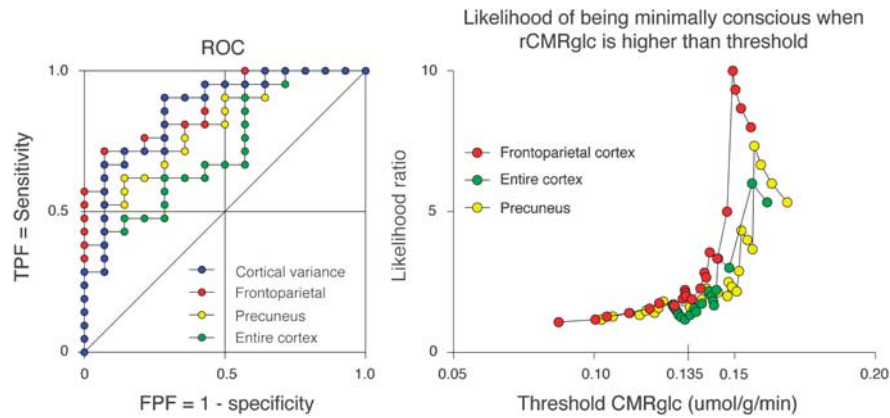 ROC
1.0
0.5
0
0
0.5
1.0
TPF = Sensitivity
FPF = 1 - specificity
Cortical variance
Frontoparietal
Precuneus
Entire cortex
Likelihood of being minimally conscious when
rCMRglc is higher than threshold
10
5
0
0.05
0.10
0.135
0.15
0.20
Likelihood ratio
Threshold CMRglc (umol/g/min)
Frontoparietal cortex
Entire cortex
Precuneus